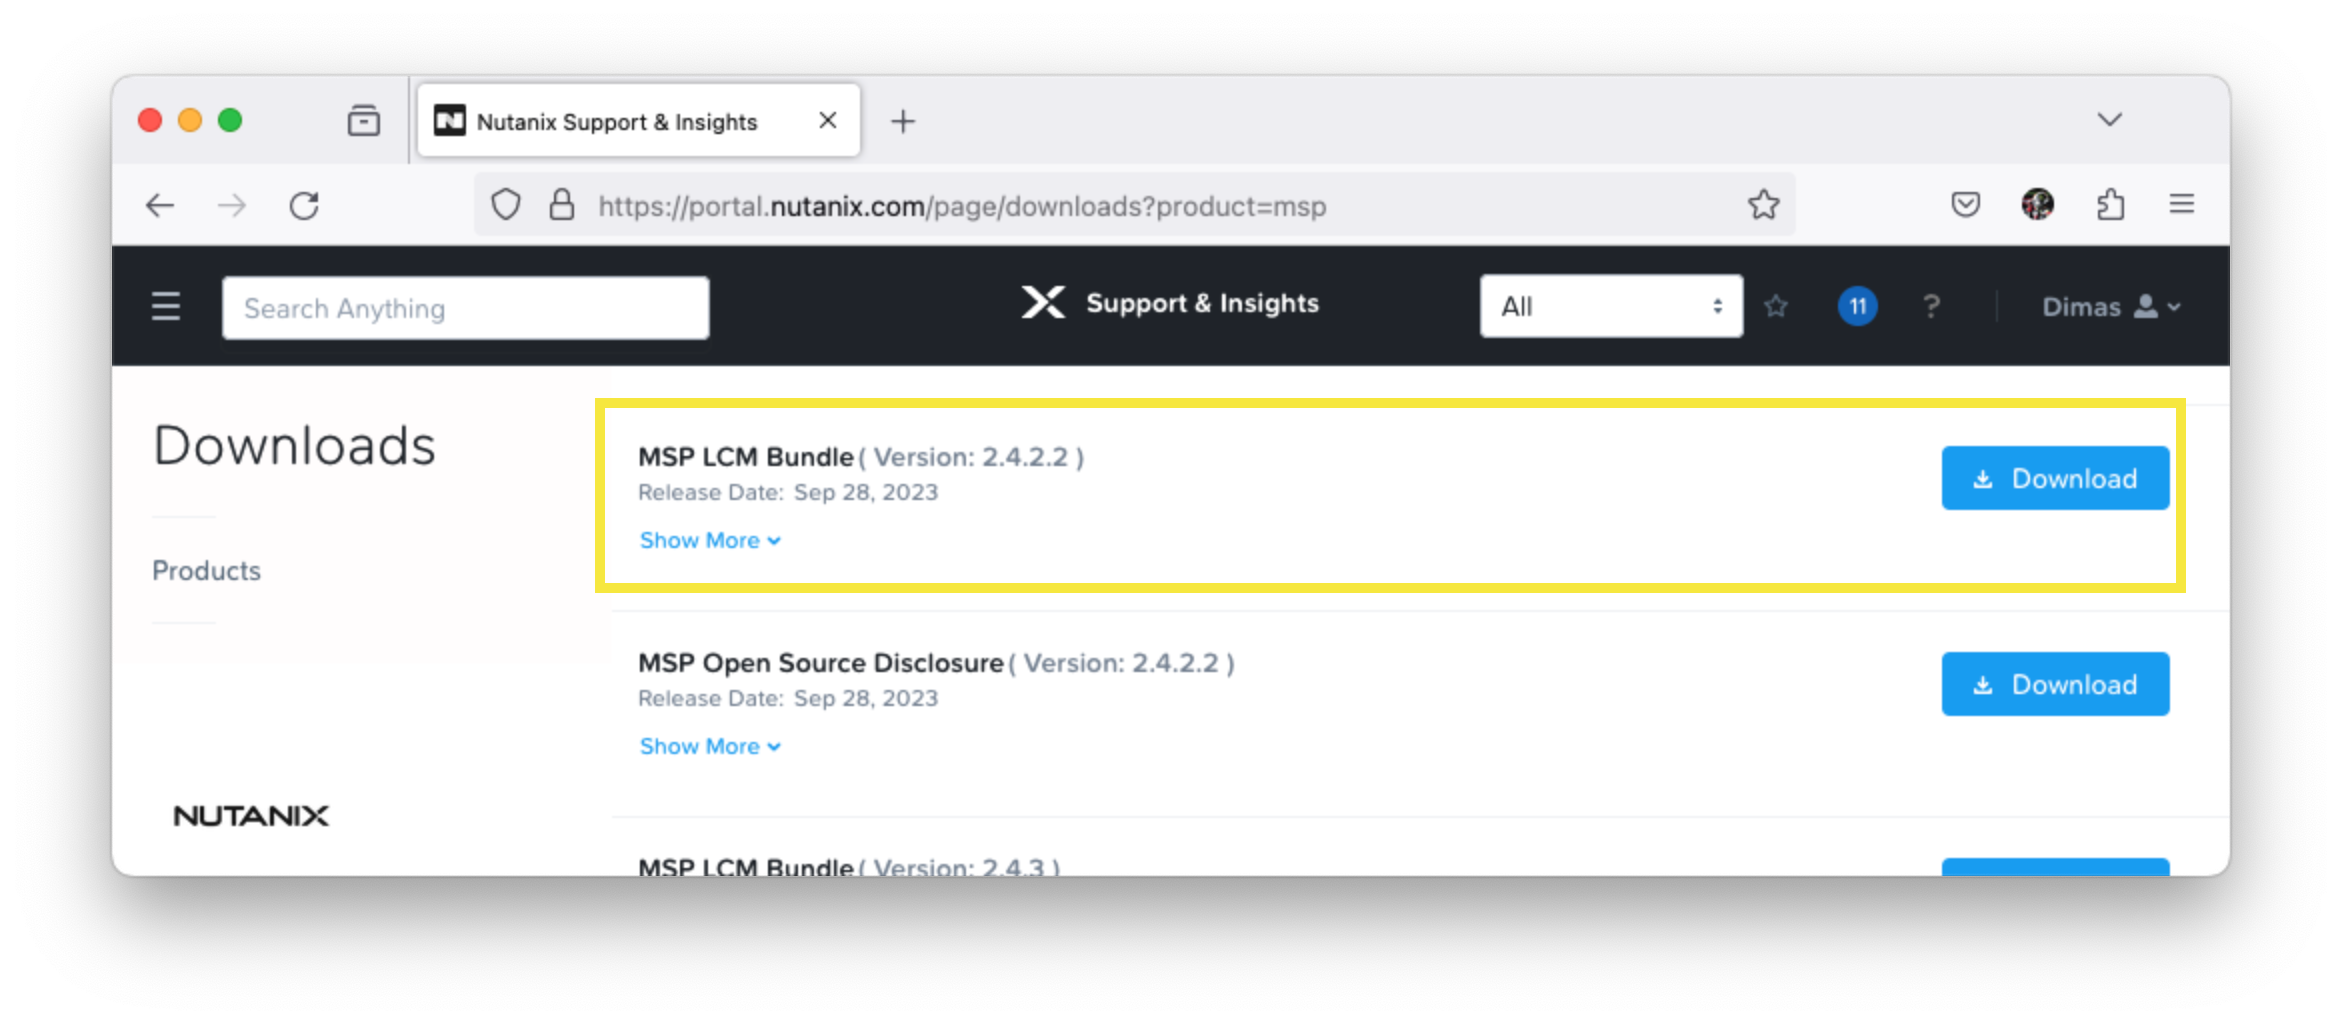 Nutanix Support & Insights
https://portal.nutanix.com/page/downloads?product=msp
Search Anything
Support & Insights
All
11
?
Dimas
Downloads
Products
NUTANIX
MSP LCM Bundle ( Version: 2.4.2.2 )
Release Date: Sep 28, 2023
Show More
Download
MSP Open Source Disclosure ( Version: 2.4.2.2 )
Release Date: Sep 28, 2023
Show More
Download
MSP LCM Bundle ( Version: 2.4.3 )